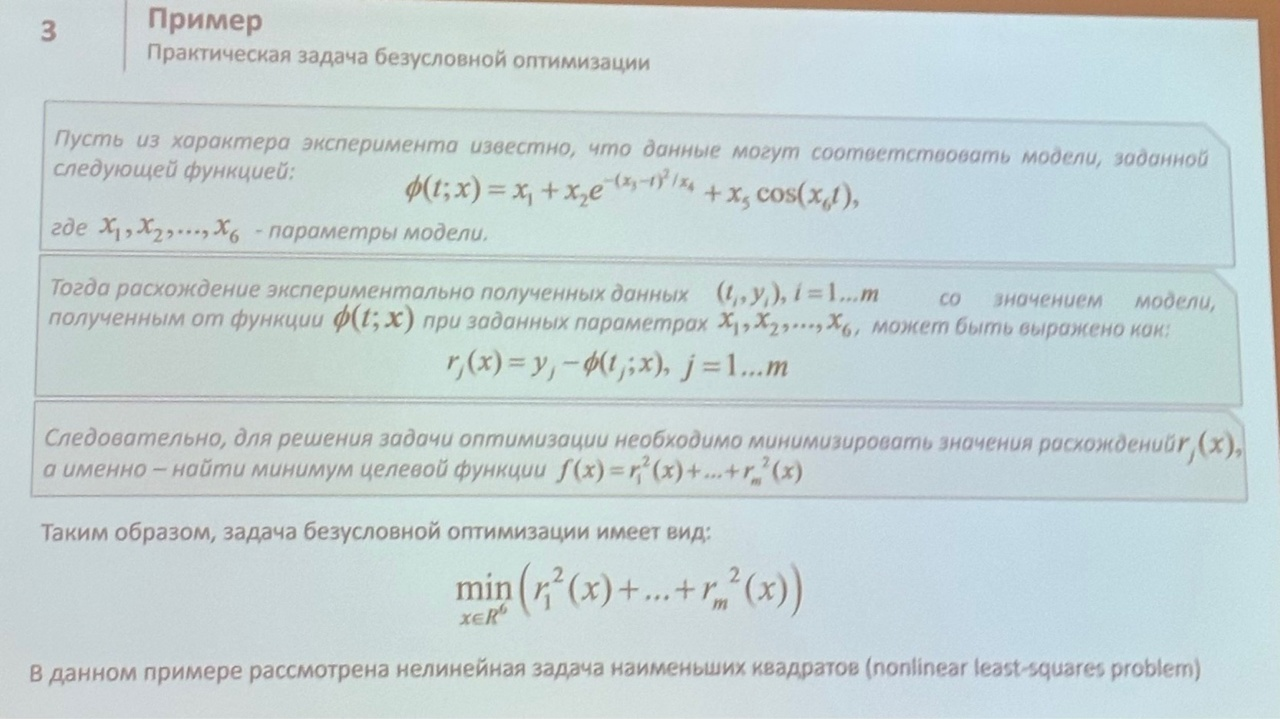 3
Пример
Практическая задача безусловной оптимизации
Пусть из характера эксперимента известно, что данные могут соответствовать модели, заданной
следующей функцией:
ϕ(t; x) = x₁ + x₂e^{−(x₃−t)²/x₄} + x₅ cos(x₆t),
где x₁, x₂,..., x₆ - параметры модели.
Тогда расхождение экспериментально полученных данных (tᵢ, yᵢ), i = 1...m со значением модели,
полученным от функции ϕ(t; x) при заданных параметрах x₁, x₂,..., x₆, может быть выражено как:
rⱼ(x) = yⱼ − ϕ(tⱼ; x), j = 1...m
Следовательно, для решения задачи оптимизации необходимо минимизировать значения расхождений rⱼ(x),
а именно – найти минимум целевой функции f(x) = r₁²(x) + ... + rₘ²(x)
Таким образом, задача безусловной оптимизации имеет вид:
min (r₁²(x) + ... + rₘ²(x))
x∈R⁶
В данном примере рассмотрена нелинейная задача наименьших квадратов (nonlinear least-squares problem)